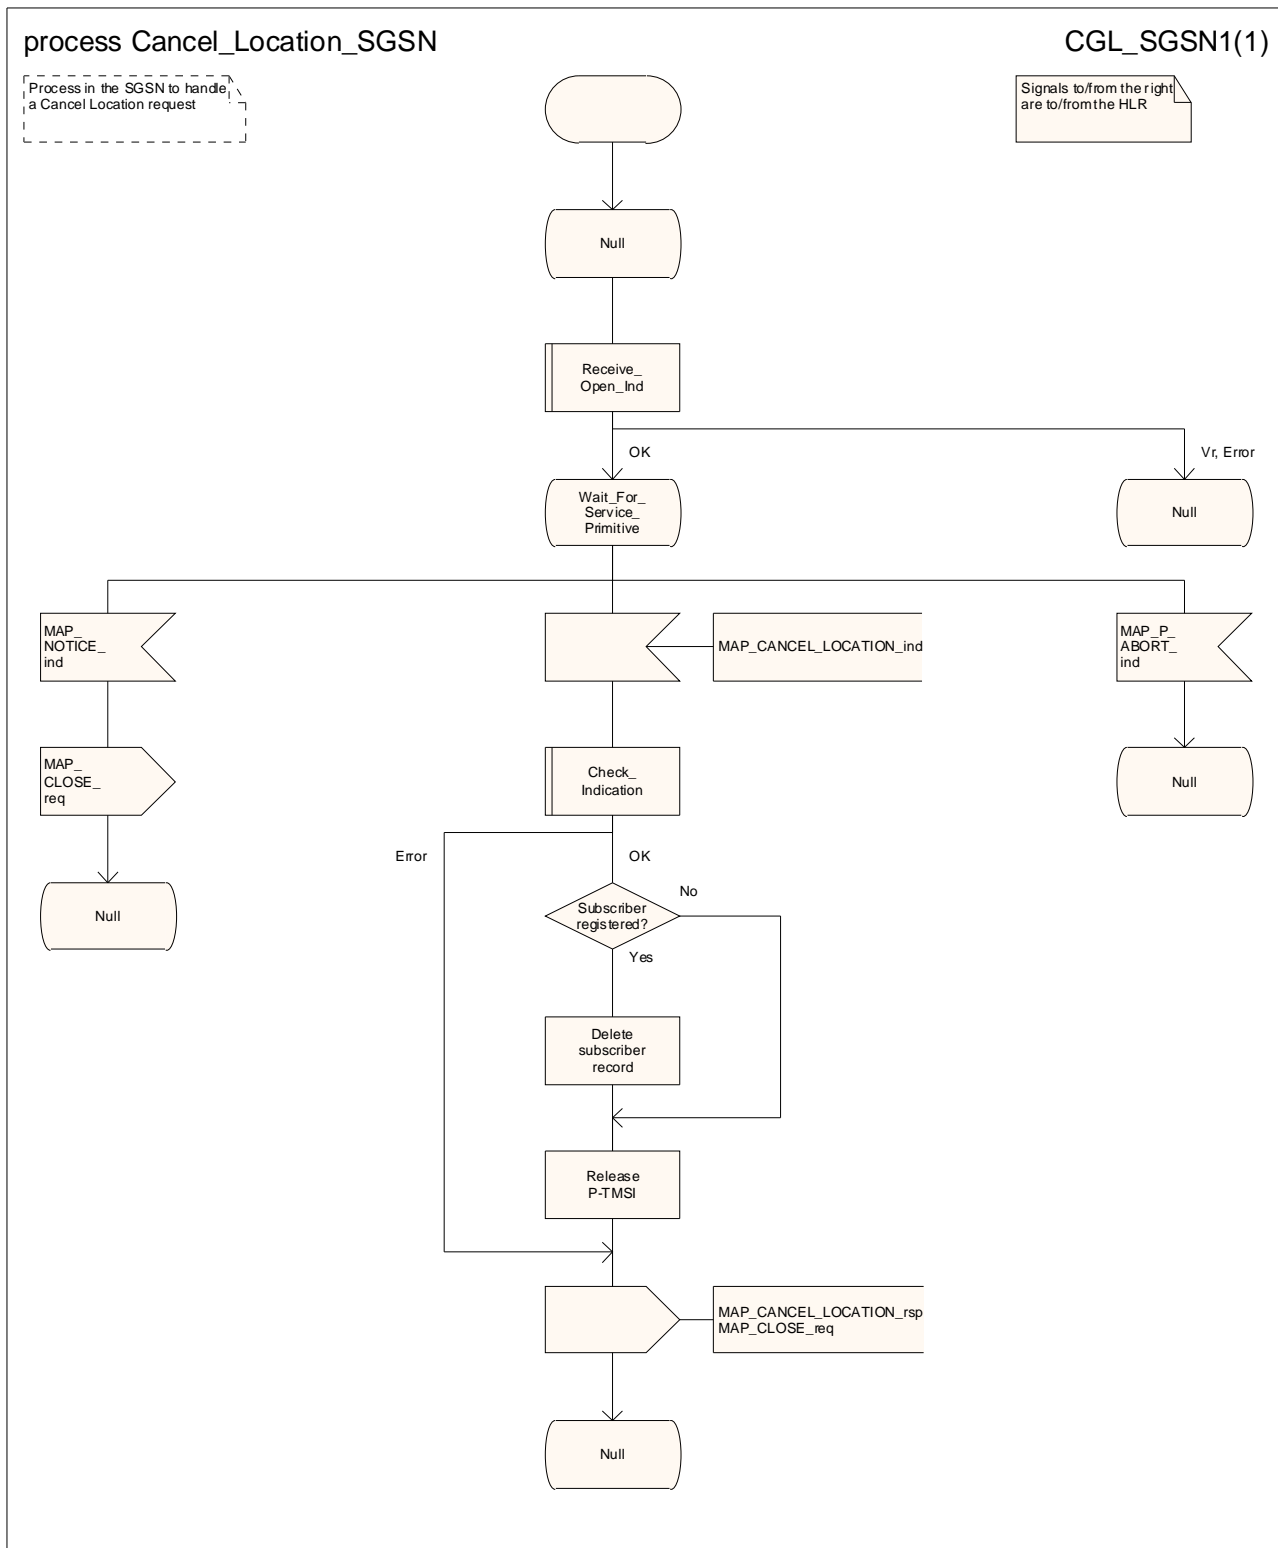 process Cancel_Location_SGSN
CGL_SGSN1(1)
Process in the SGSN to handle
a Cancel Location request
Signals to/from the right
are to/from the HLR
Null
Receive_
Open_Ind
OK
Vr, Error
Wait_For_
Service_
Primitive
Null
MAP_
NOTICE_
ind
MAP_CANCEL_LOCATION_ind
MAP_P_
ABORT_
ind
MAP_
CLOSE_
req
Check_
Indication
Null
Error
OK
No
Null
Subscriber
registered?
Yes
Delete
subscriber
record
Release
P-TMSI
MAP_CANCEL_LOCATION_rsp
MAP_CLOSE_req
Null